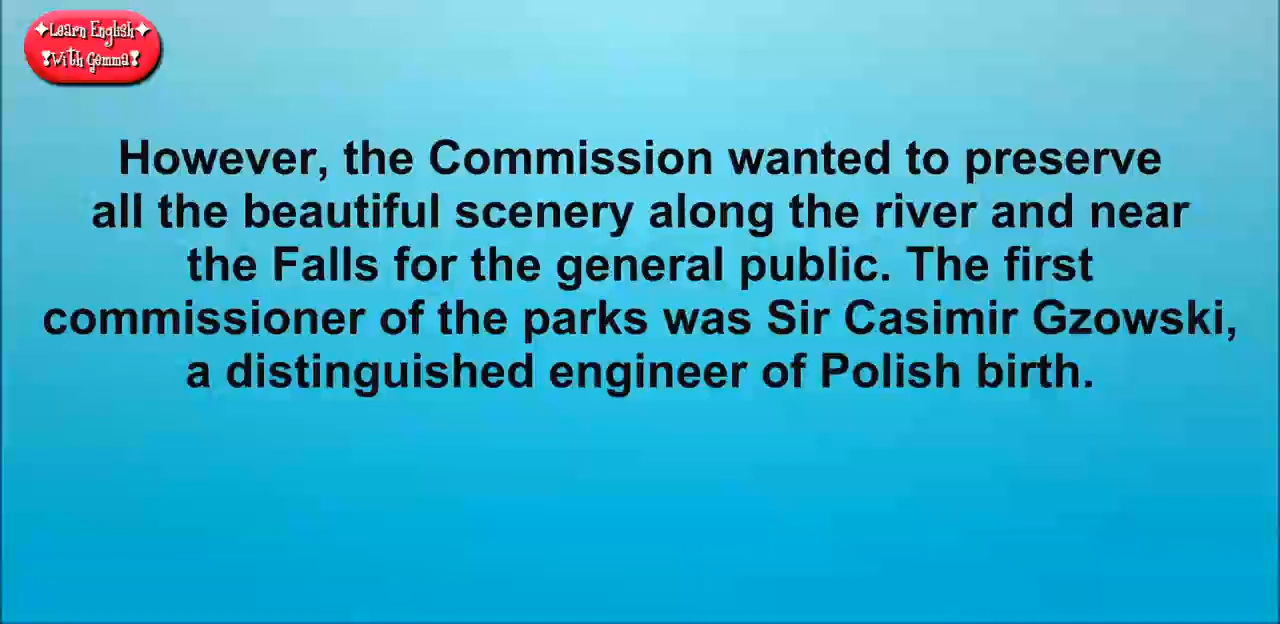 ✦Learn English✦
❣With Gemma❣
However, the Commission wanted to preserve
all the beautiful scenery along the river and near
the Falls for the general public. The first
commissioner of the parks was Sir Casimir Gzowski,
a distinguished engineer of Polish birth.